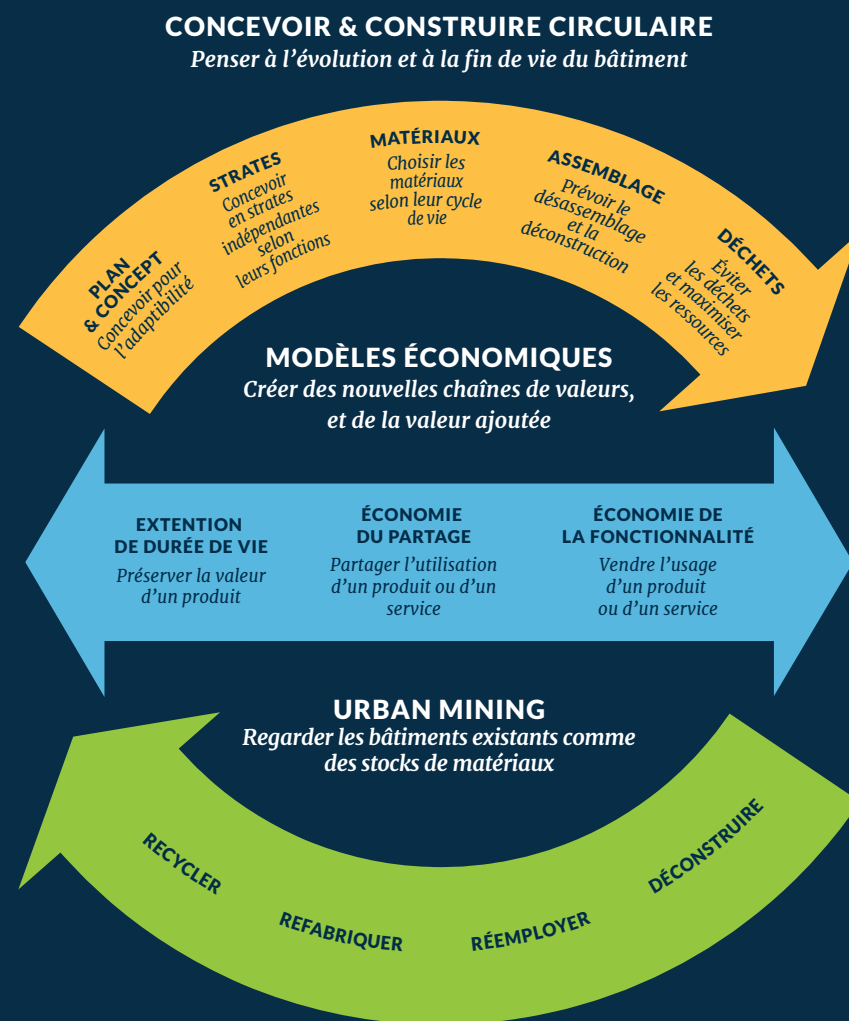 CONCEVOIR & CONSTRUIRE CIRCULAIRE
Penser à l'évolution et à la fin de vie du bâtiment
PLAN
& CONCEPT
Concevoir pour
l'adaptibilité
STRATES
Concevoir
en strates
indépendantes
selon
leurs fonctions
MATÉRIAUX
Choisir les
matériaux
selon leur cycle
de vie
ASSEMBLAGE
Prévoir le
désassemblage
et la
déconstruction
DÉCHETS
Éviter
les déchets
et maximiser
les ressources
MODÈLES ÉCONOMIQUES
Créer des nouvelles chaînes de valeurs,
et de la valeur ajoutée
EXTENTION
DE DURÉE DE VIE
Préserver la valeur
d'un produit
ÉCONOMIE
DU PARTAGE
Partager l'utilisation
d'un produit ou d'un
service
ÉCONOMIE DE
LA FONCTIONNALITÉ
Vendre l'usage
d'un produit
ou d'un service
URBAN MINING
Regarder les bâtiments existants comme
des stocks de matériaux
RECYCLER
REFABRIQUER
RÉEMPLOYER
DÉCONSTRUIRE